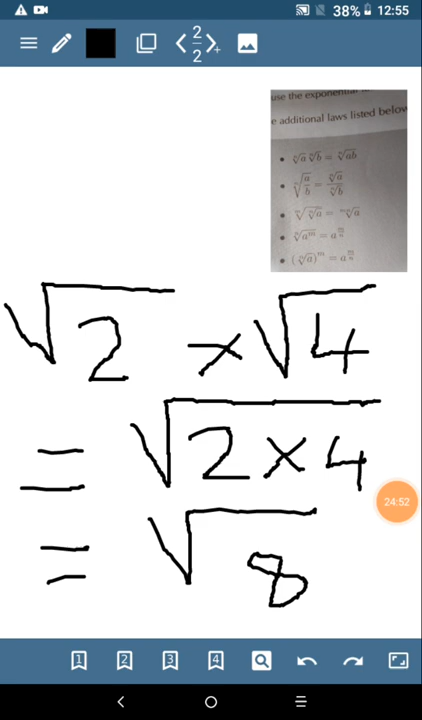 38% 12:55
2
2
+
use the exponential
e additional laws listed below
• ⁿ√a ⁿ√b = ⁿ√ab
• ⁿ√(a/b) = ⁿ√a / ⁿ√b
• ᵐ√ⁿ√a = ᵐⁿ√a
• ⁿ√aᵐ = a^(m/n)
• (ⁿ√a)ᵐ = a^(m/n)
√2 × √4
= √2 × 4
24:52
= √8
1 2 3 4